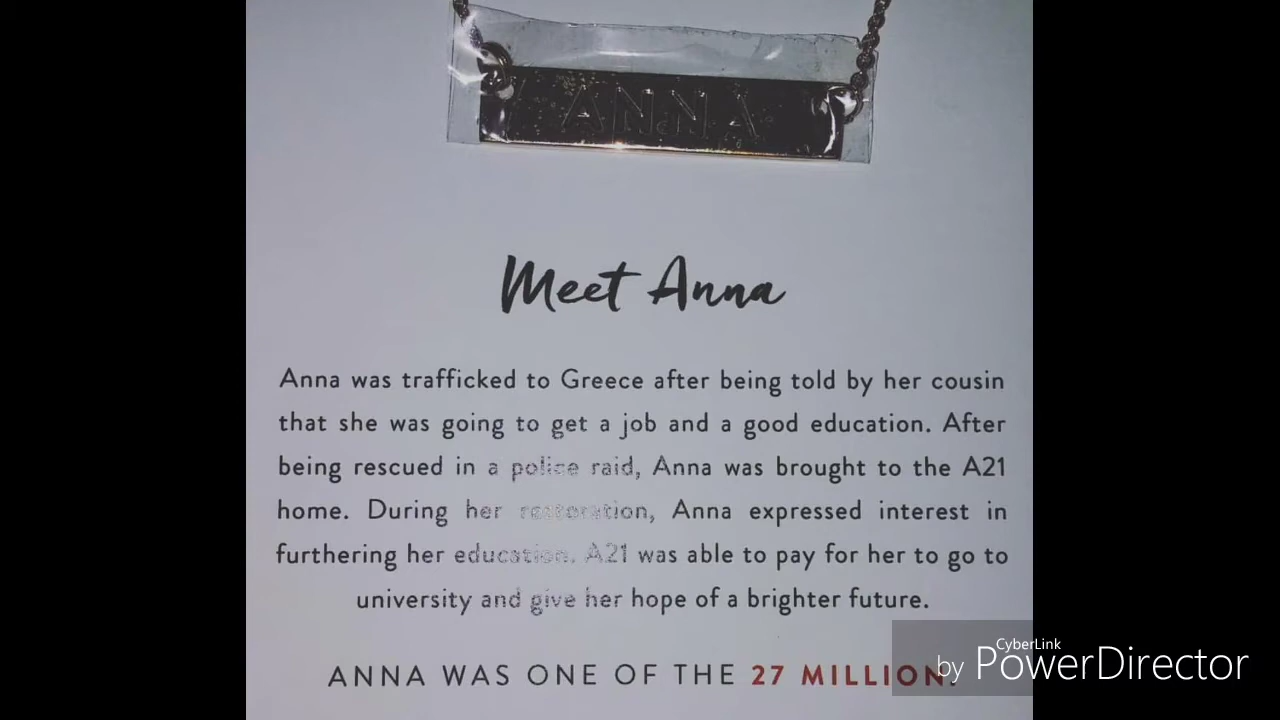 ANNA
Meet Anna
Anna was trafficked to Greece after being told by her cousin
that she was going to get a job and a good education. After
being rescued in a police raid, Anna was brought to the A21
home. During her restoration, Anna expressed interest in
furthering her education. A21 was able to pay for her to go to
university and give her hope of a brighter future.
ANNA WAS ONE OF THE 27 MILLION.
CyberLink
by PowerDirector